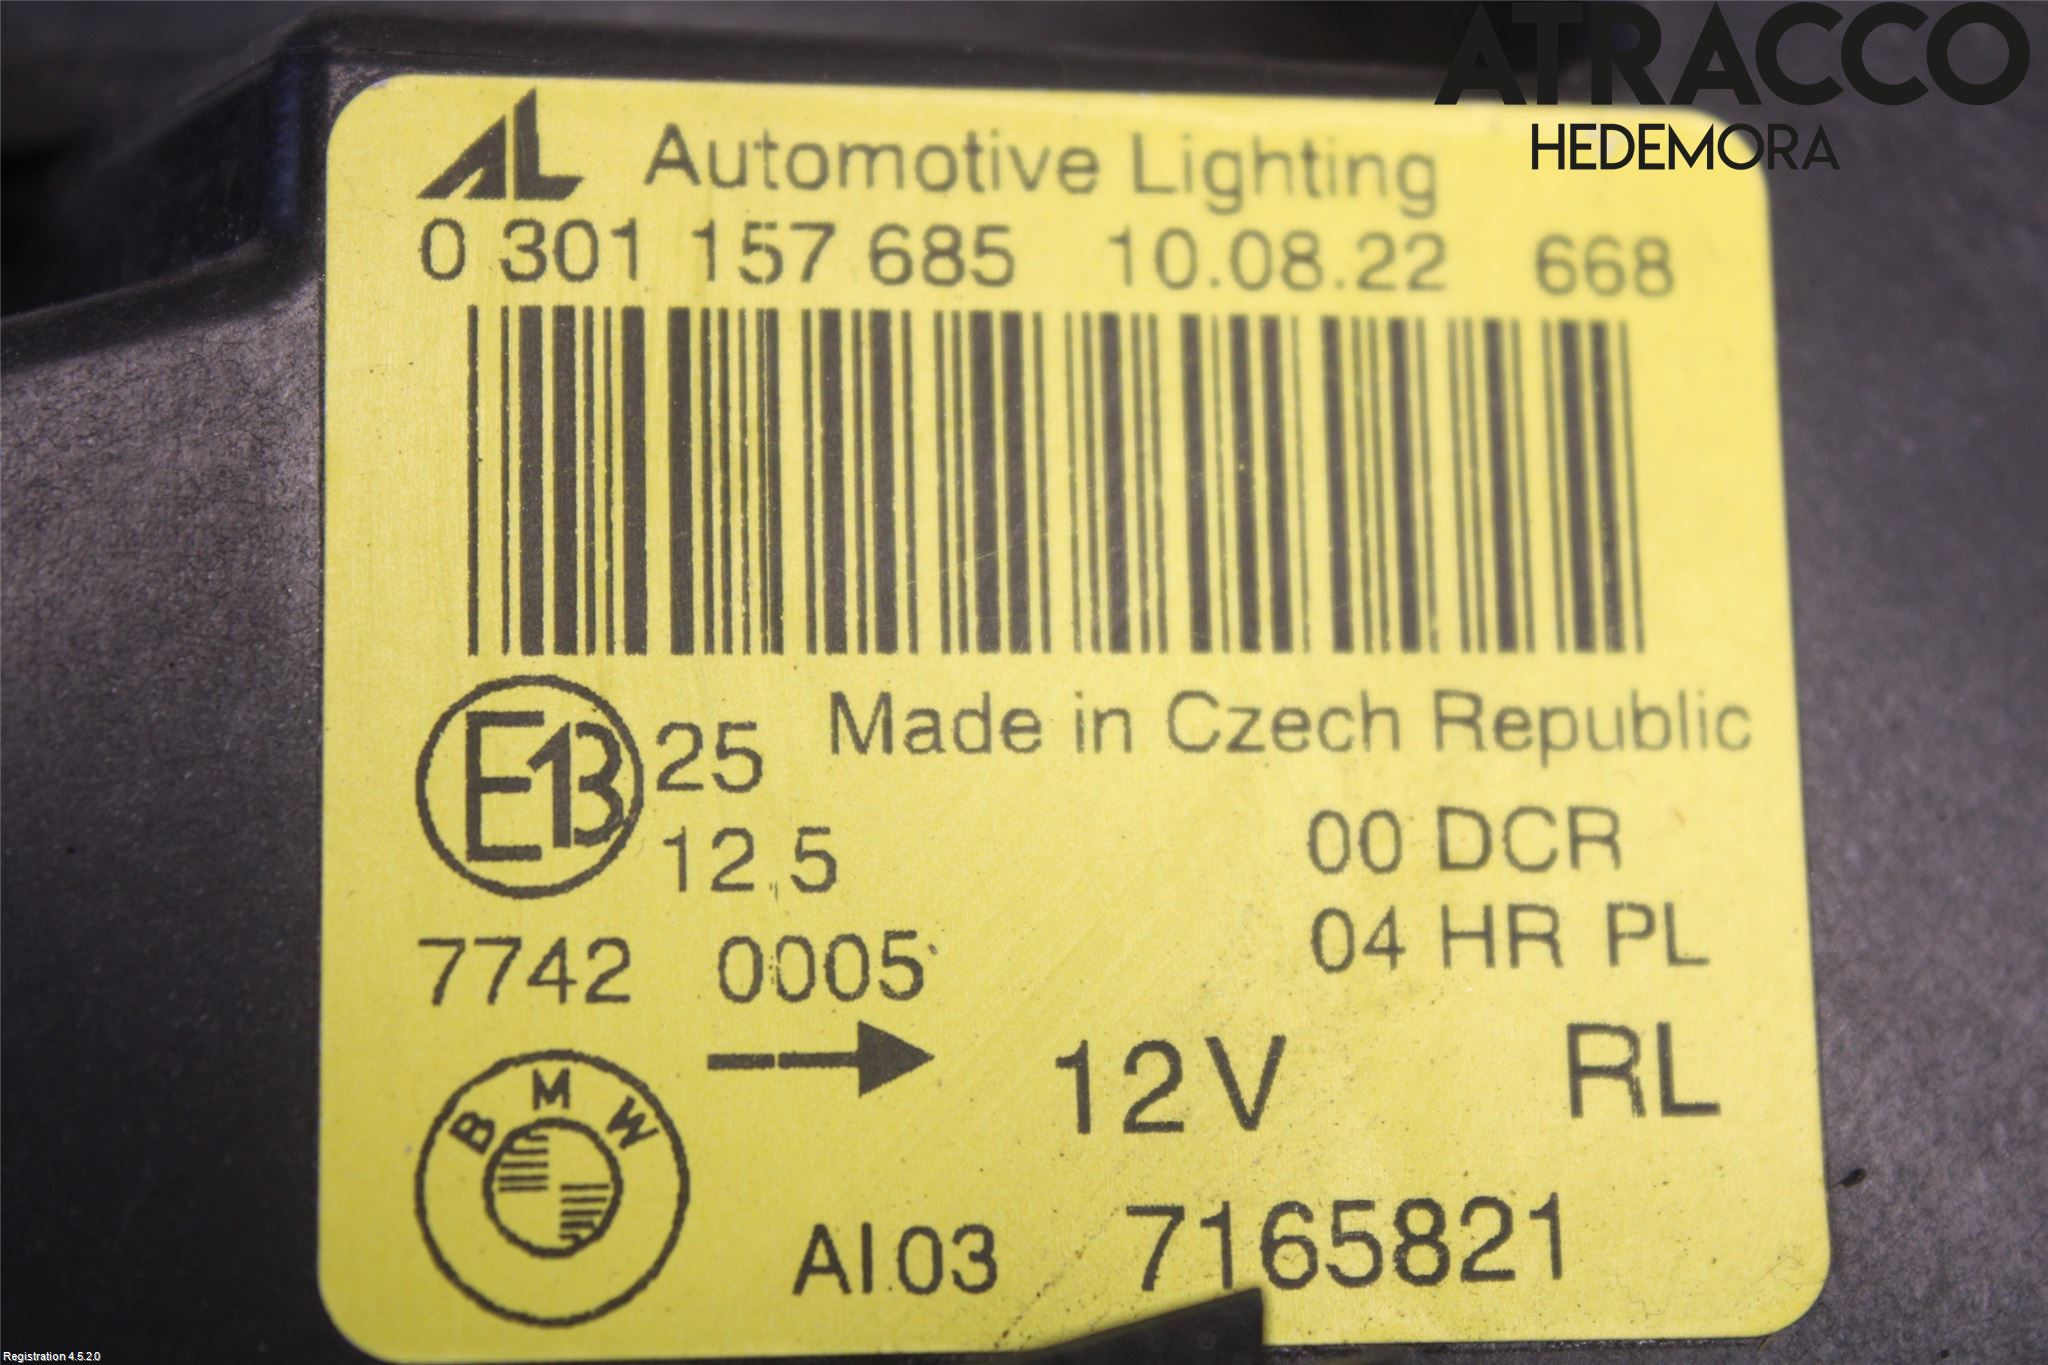 ATRACCO
HEDEMORA
AL Automotive Lighting
0 301 157 685 10.08.22 668
E13 25 Made in Czech Republic
12.5 00 DCR
04 HR PL
7742 0005
12V RL
BMW
AI 03 7165821
Registration 4.5.2.0